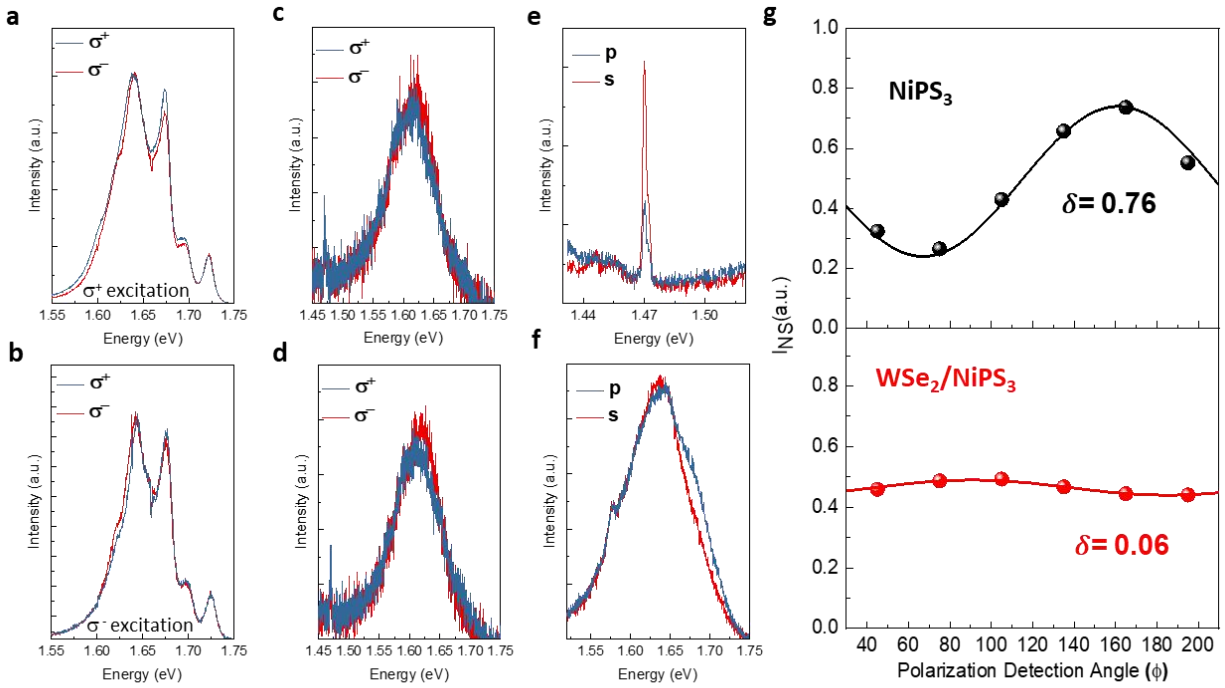 a
σ⁺
σ⁻
Intensity (a.u.)
σ⁺ excitation
1.55 1.60 1.65 1.70 1.75
Energy (eV)
b
σ⁺
σ⁻
Intensity (a.u.)
σ⁻ excitation
1.55 1.60 1.65 1.70 1.75
Energy (eV)
c
σ⁺
σ⁻
Intensity (a.u.)
1.45 1.50 1.55 1.60 1.65 1.70 1.75
Energy (eV)
d
σ⁺
σ⁻
Intensity (a.u.)
1.45 1.50 1.55 1.60 1.65 1.70 1.75
Energy (eV)
e
p
s
Intensity (a.u.)
1.44 1.47 1.50
Energy (eV)
f
p
s
Intensity (a.u.)
1.55 1.60 1.65 1.70 1.75
Energy (eV)
g
1.0
0.8
0.6
0.4
0.2
0.0
NiPS₃
δ = 0.76
I_NS(a.u.)
0.8
0.6
0.4
0.2
0.0
WSe₂/NiPS₃
δ = 0.06
40 60 80 100 120 140 160 180 200
Polarization Detection Angle (ϕ)